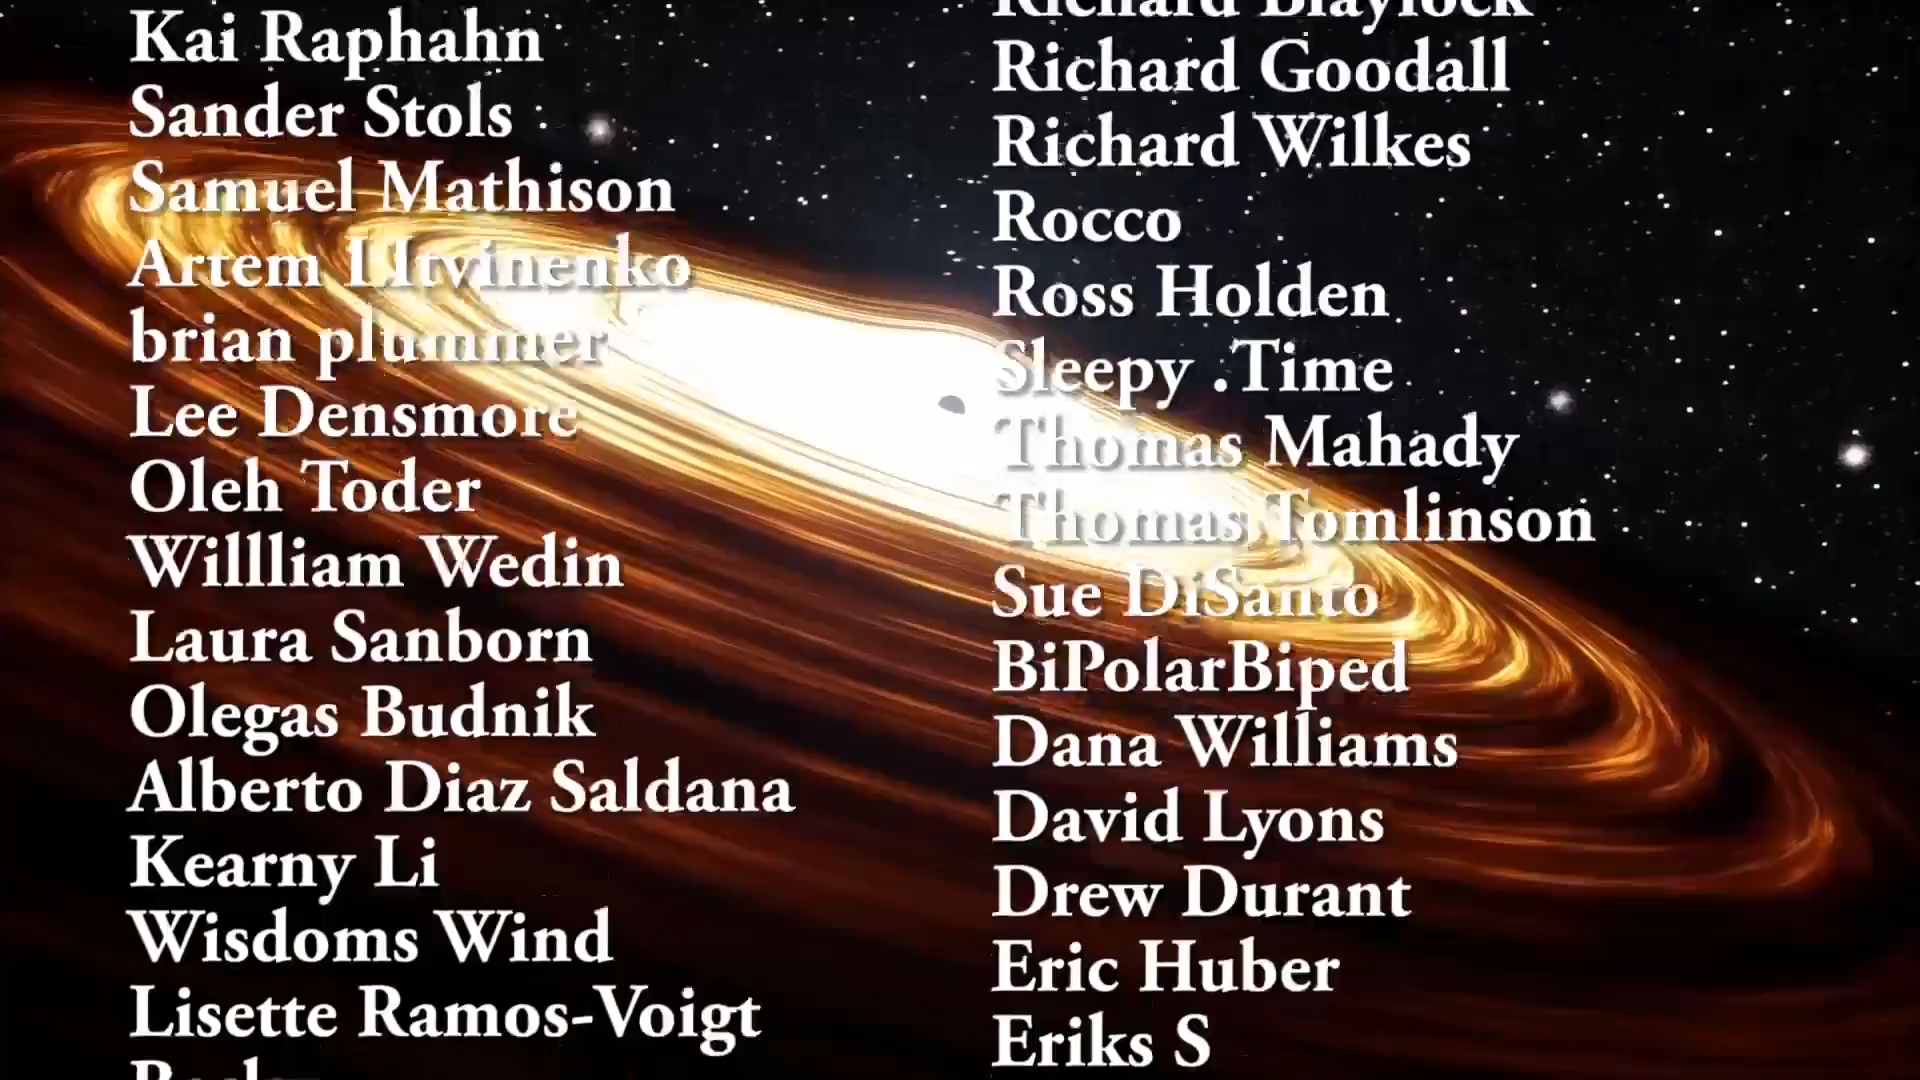 Kai Raphahn
Sander Stols
Samuel Mathison
Artem LItvinenko
brian plummer
Lee Densmore
Oleh Toder
Willliam Wedin
Laura Sanborn
Olegas Budnik
Alberto Diaz Saldana
Kearny Li
Wisdoms Wind
Lisette Ramos-Voigt
Richard Blaylock
Richard Goodall
Richard Wilkes
Rocco
Ross Holden
Sleepy .Time
Thomas Mahady
Thomas Tomlinson
Sue DiSanto
BiPolarBiped
Dana Williams
David Lyons
Drew Durant
Eric Huber
Eriks S